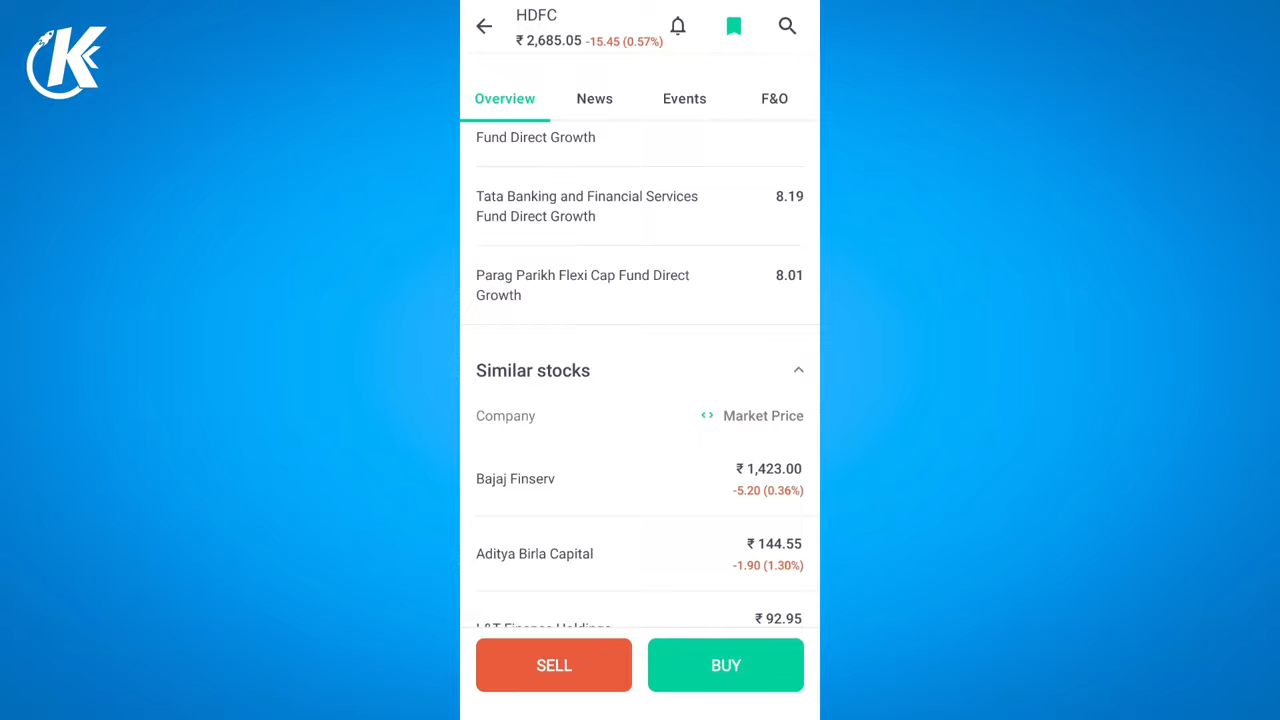 K
HDFC
₹ 2,685.05 -15.45 (0.57%)
Overview News Events F&O
Fund Direct Growth
Tata Banking and Financial Services 8.19
Fund Direct Growth
Parag Parikh Flexi Cap Fund Direct 8.01
Growth
Similar stocks
Company Market Price
₹ 1,423.00
Bajaj Finserv
-5.20 (0.36%)
₹ 144.55
Aditya Birla Capital
-1.90 (1.30%)
₹ 92.95
L&T Finance Holdings
SELL BUY